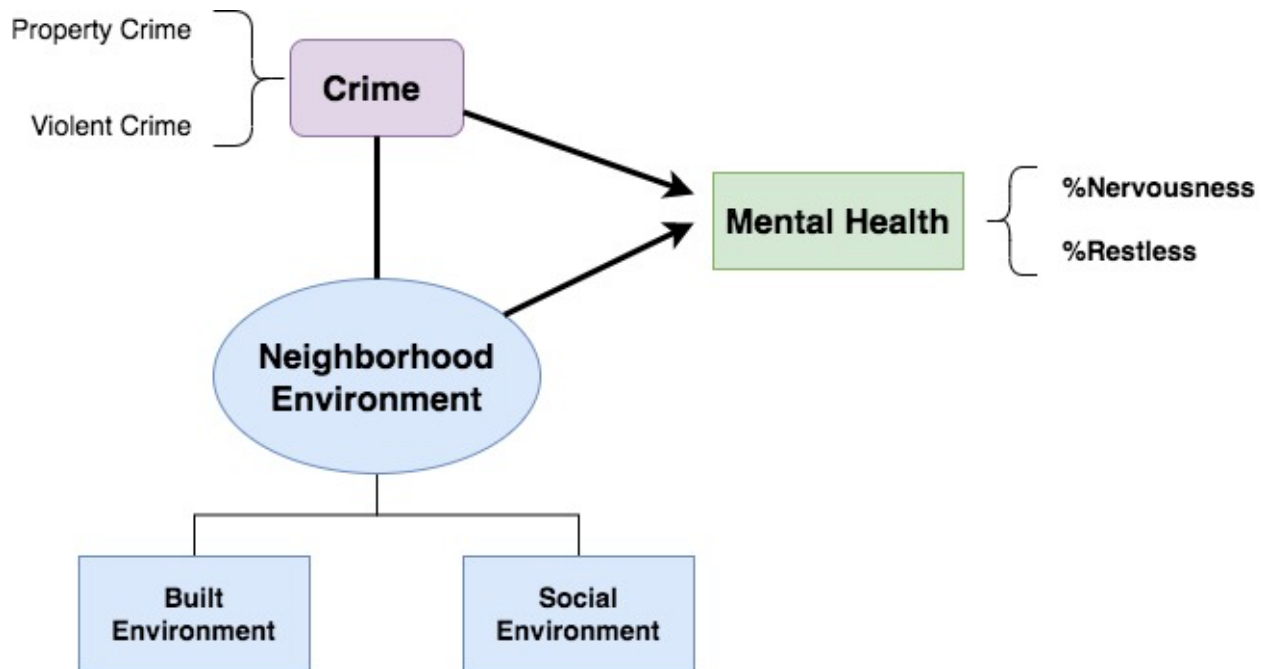 Property Crime
Violent Crime
Crime
Mental Health
%Nervousness
%Restless
Neighborhood
Environment
Built
Environment
Social
Environment